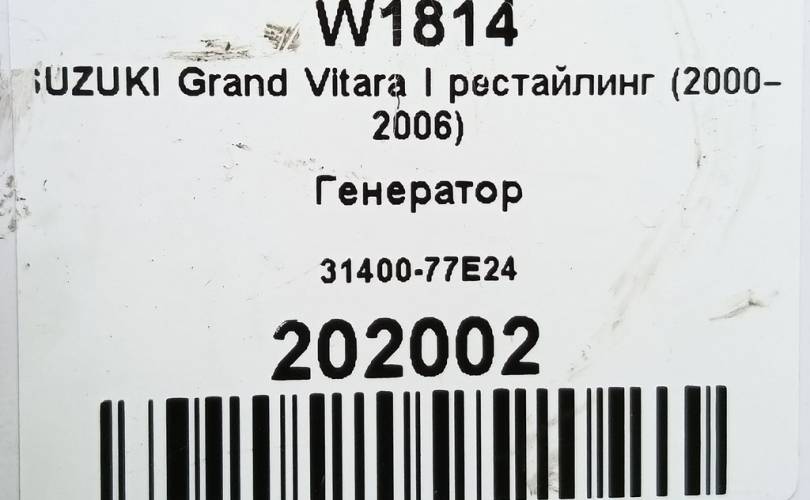 W1814
SUZUKI Grand Vitara I рестайлинг (2000-
2006)
Генератор
31400-77E24
202002